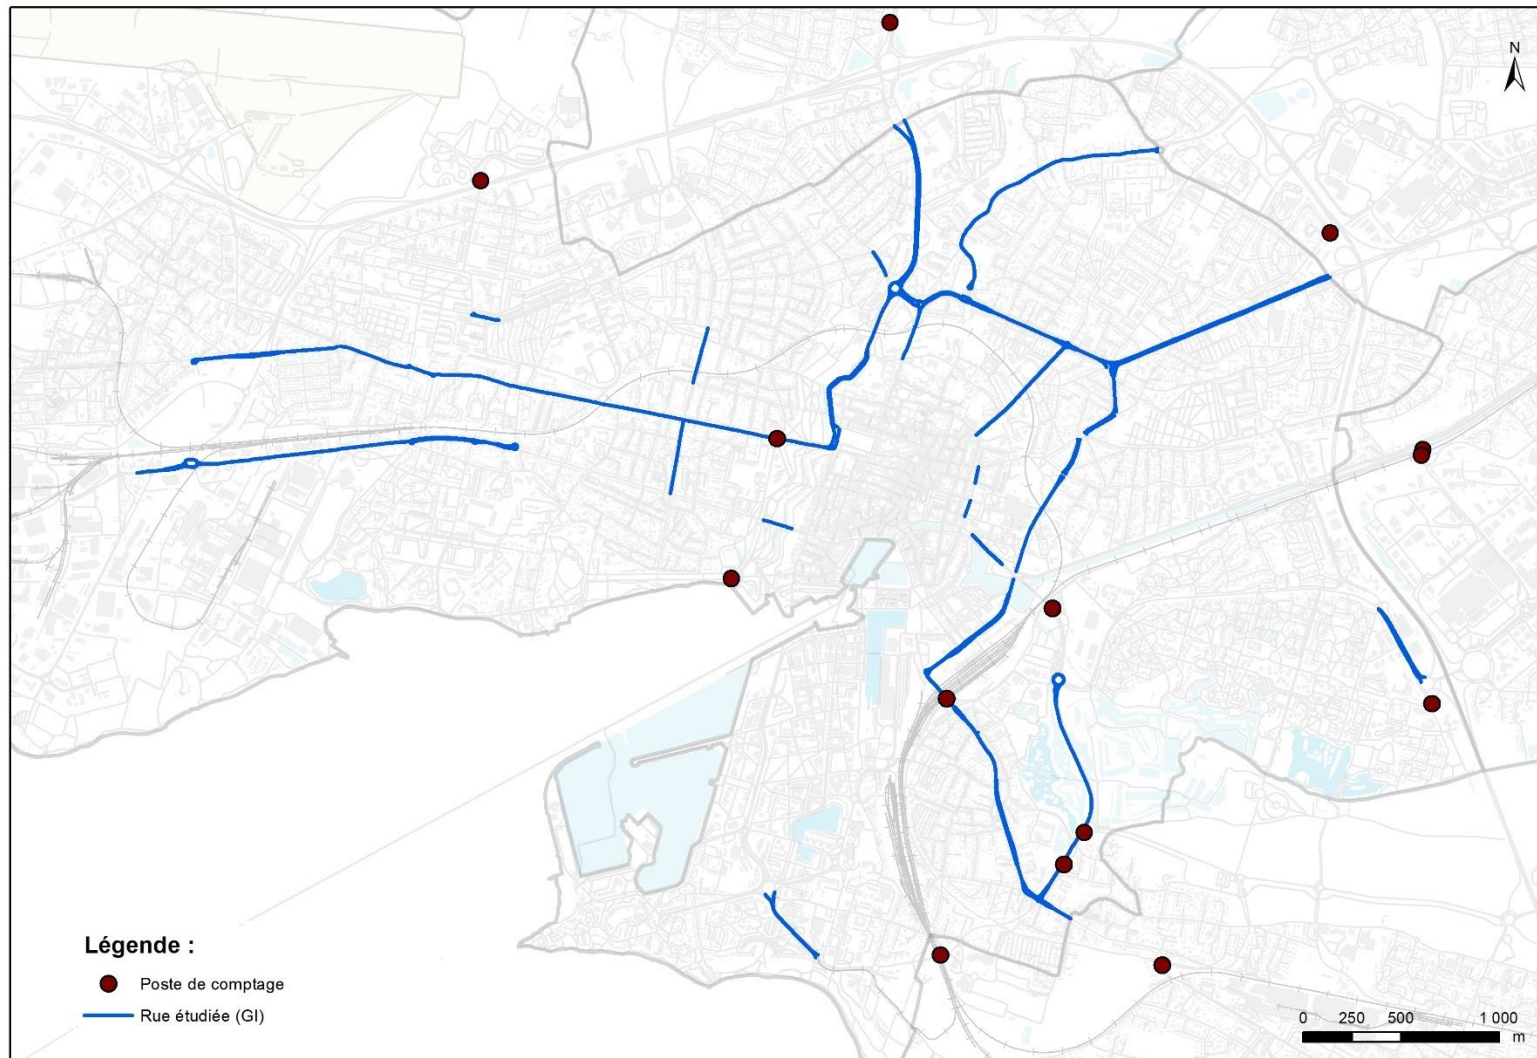 N
Légende :
Poste de comptage
Rue étudiée (GI)
0 250 500 1 000
m